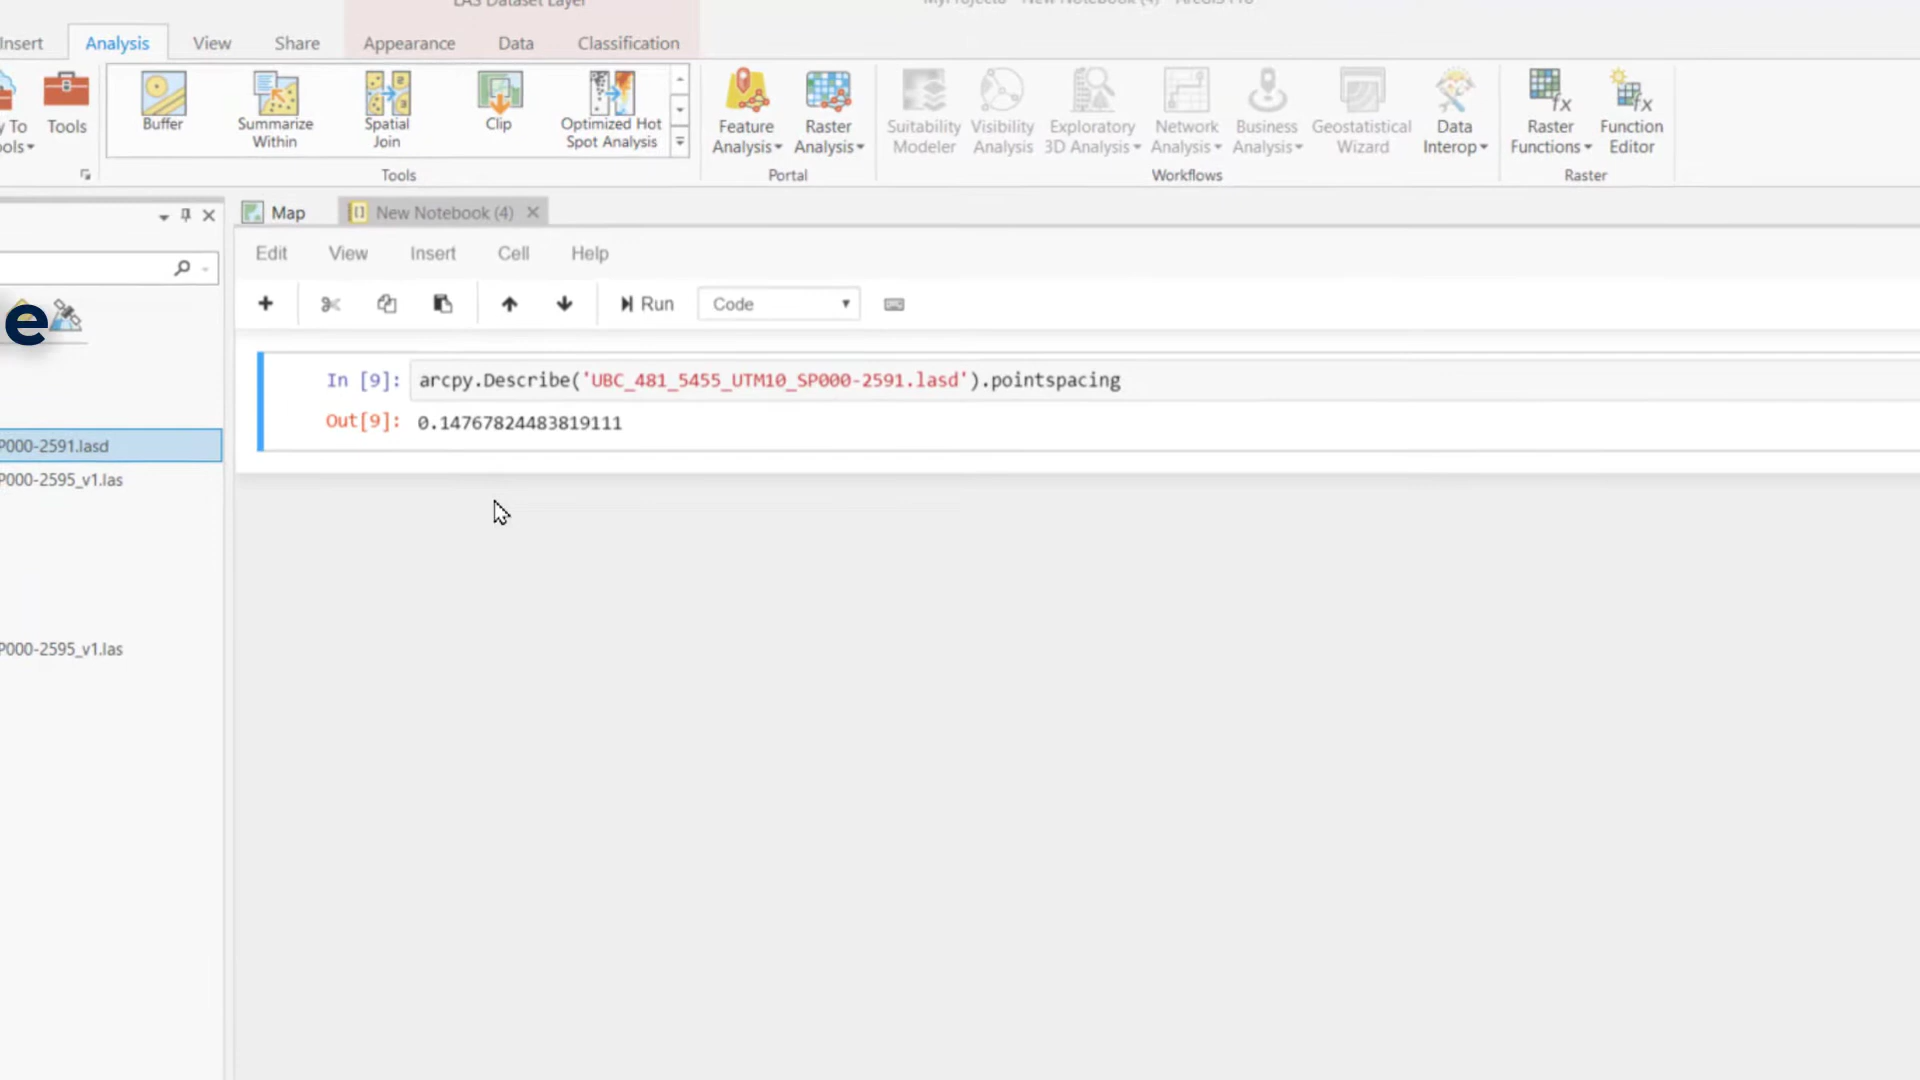 Insert Analysis View Share Appearance Data Classification
Buffer
Summarize
Within
Spatial
Join
Clip
Optimized Hot
Spot Analysis
Tools
Feature
Analysis
Raster
Analysis
Suitability
Modeler
Visibility
Analysis
Exploratory
3D Analysis
Network
Analysis
Business
Analysis
Geostatistical
Wizard
Data
Interop
Raster
Functions
Function
Editor
Tools
Portal
Workflows
Raster
Map
New Notebook (4)
Edit View Insert Cell Help
Run
Code
e
In [9]: arcpy.Describe('UBC_481_5455_UTM10_SP000-2591.lasd').pointspacing
Out[9]: 0.14767824483819111
P000-2591.lasd
P000-2595_v1.las
P000-2595_v1.las